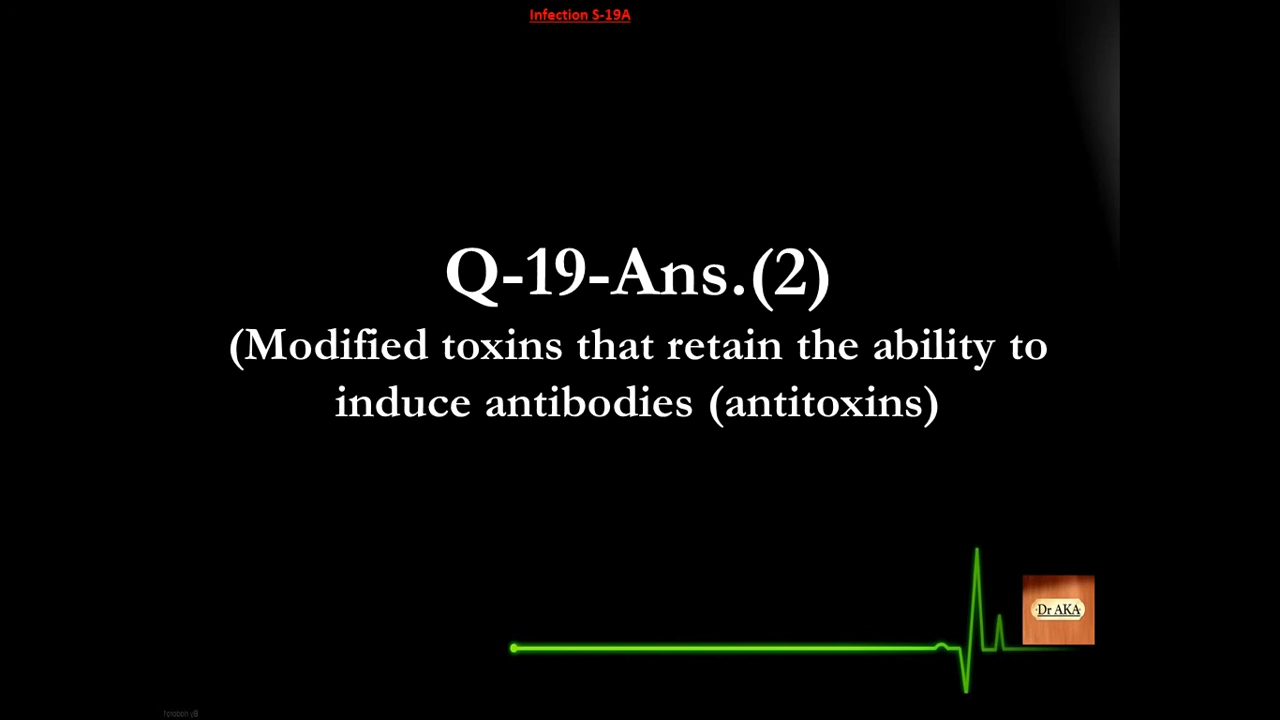 Infection S-19A
Q-19-Ans.(2)
(Modified toxins that retain the ability to
induce antibodies (antitoxins)
Dr AKA